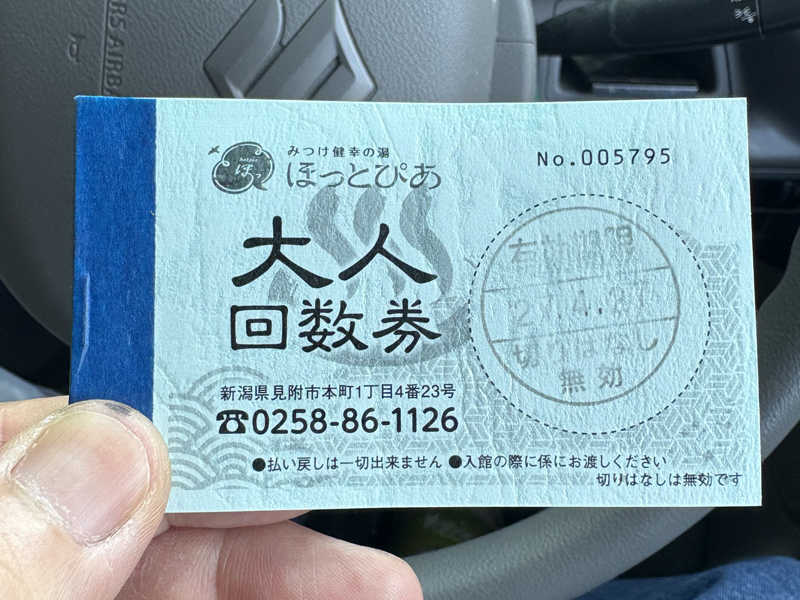 RS AIRBA
みつけ健幸の湯
ほっとぴあ
No.005795
大人
回数券
有効期限
切りはなし
無効
新潟県見附市本町1丁目4番23号
☎0258-86-1126
●払い戻しは一切出来ません ●入館の際に係にお渡しください
切りはなしは無効です